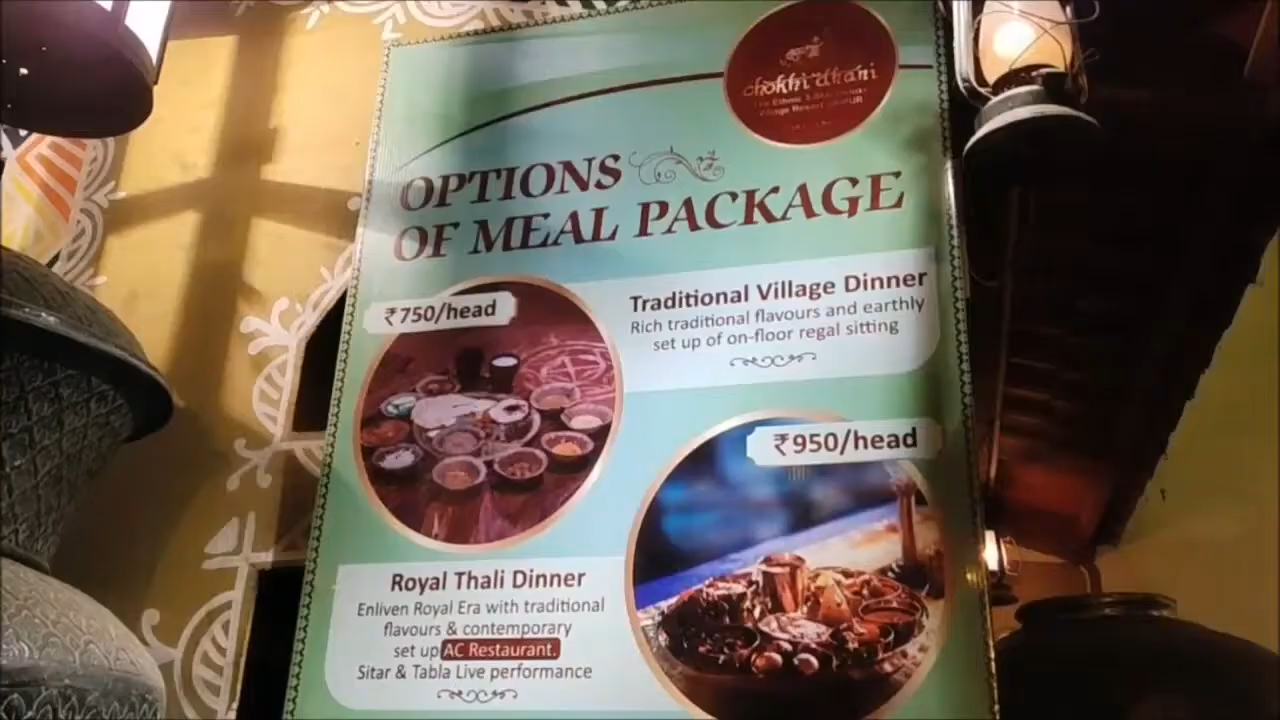 chokhi dhani
Village Resort
OPTIONS
OF MEAL PACKAGE
₹750/head
Traditional Village Dinner
Rich traditional flavours and earthly
set up of on-floor regal sitting
₹950/head
Royal Thali Dinner
Enliven Royal Era with traditional
flavours & contemporary
set up AC Restaurant.
Sitar & Tabla Live performance